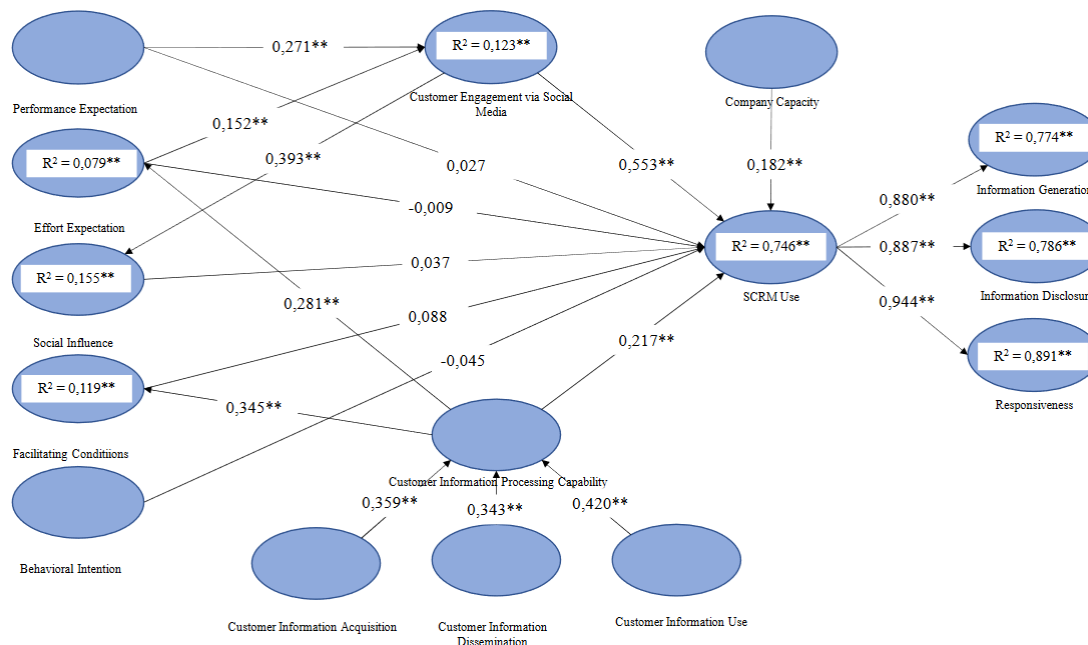 0,271**
R² = 0,123**
Performance Expectation
Customer Engagement via Social
Media
Company Capacity
0,152**
R² = 0,774**
R² = 0,079**
0,393**
0,027
0,553**
0,182**
Information Generation
0,880**
-0,009
Effort Expectation
R² = 0,746**
0,887**
R² = 0,786**
R² = 0,155**
0,037
SCRM Use
Information Disclosur
0,281**
0,944**
0,088
Social Influence
0,217**
R² = 0,891**
-0,045
R² = 0,119**
0,345**
Responsiveness
Facilitating Conditiions
Customer Information Processing Capability
0,359**
0,343**
0,420**
Behavioral Intention
Customer Information Acquisition
Customer Information
Dissemination
Customer Information Use